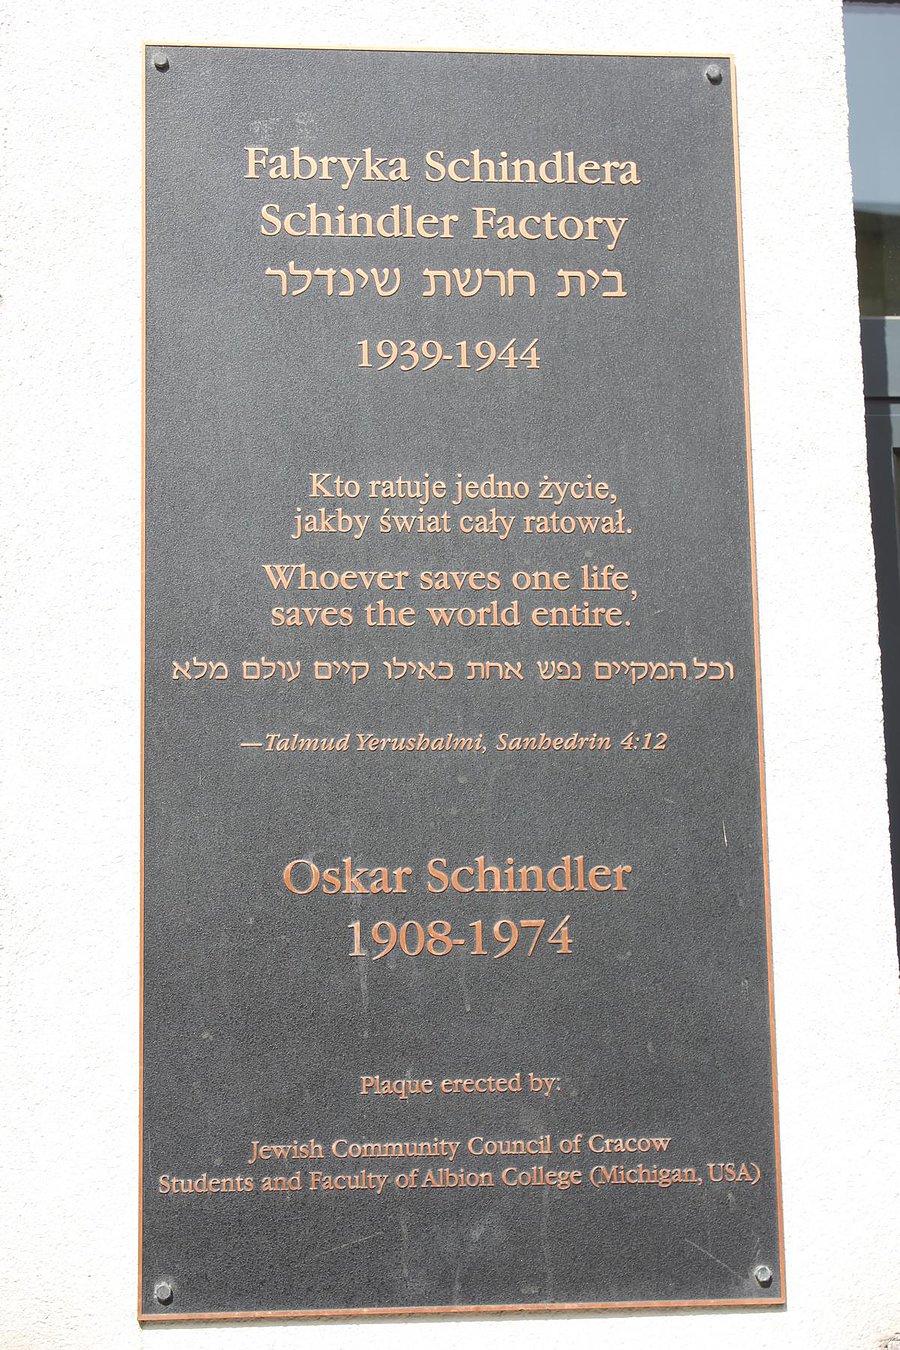 Fabryka Schindlera
Schindler Factory
בית חרשת שינדלר
1939-1944
Kto ratuje jedno życie,
jakby świat cały ratował.
Whoever saves one life,
saves the world entire.
וכל המקיים נפש אחת כאילו קיים עולם מלא
—Talmud Yerushalmi, Sanhedrin 4:12
Oskar Schindler
1908-1974
Plaque erected by:
Jewish Community Council of Cracow
Students and Faculty of Albion College (Michigan, USA)